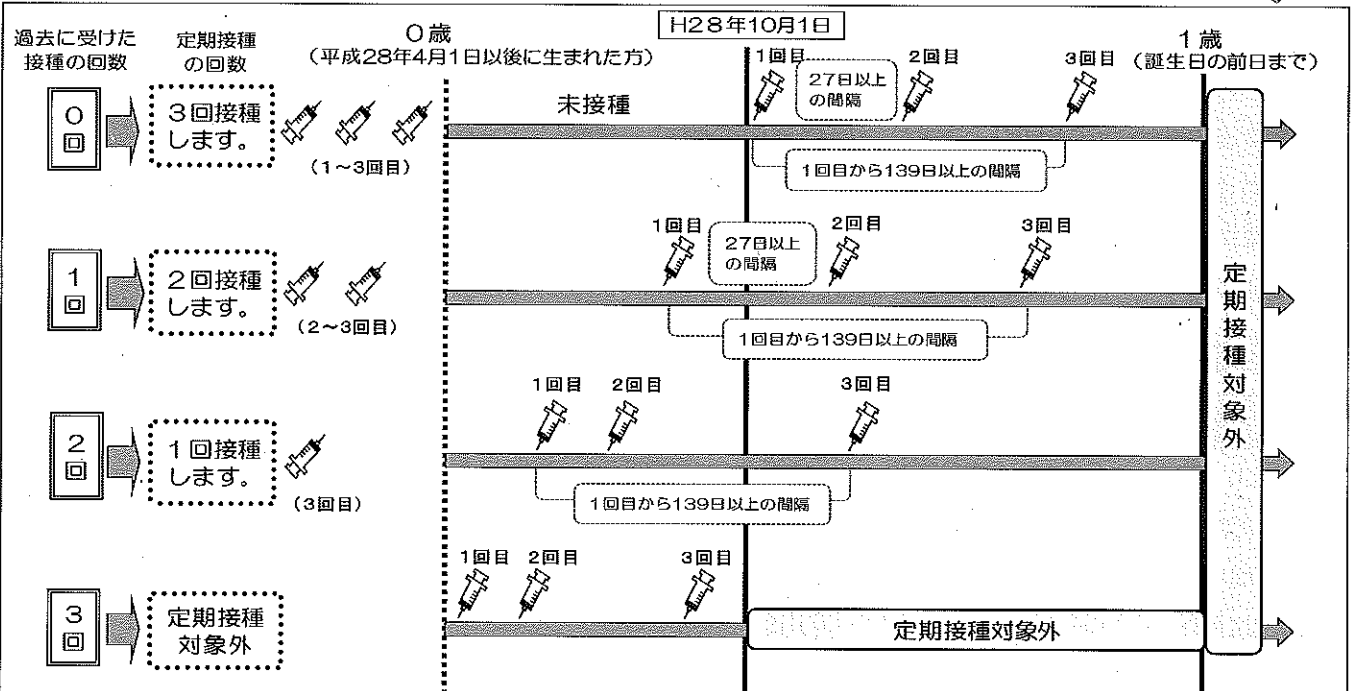 過去に受けた
接種の回数
定期接種
の回数
0歳
(平成28年4月1日以後に生まれた方)
H28年10月1日
1歳
(誕生日の前日まで)
0
回
3回接種
します。
(1~3回目)
未接種
1回目
27日以上
の間隔
2回目
3回目
1回目から139日以上の間隔
1
回
2回接種
します。
(2~3回目)
1回目
27日以上
の間隔
2回目
3回目
1回目から139日以上の間隔
2
回
1回接種
します。
(3回目)
1回目
2回目
3回目
1回目から139日以上の間隔
3
回
定期接種
対象外
1回目
2回目
3回目
定期接種対象外
定期接種対象外